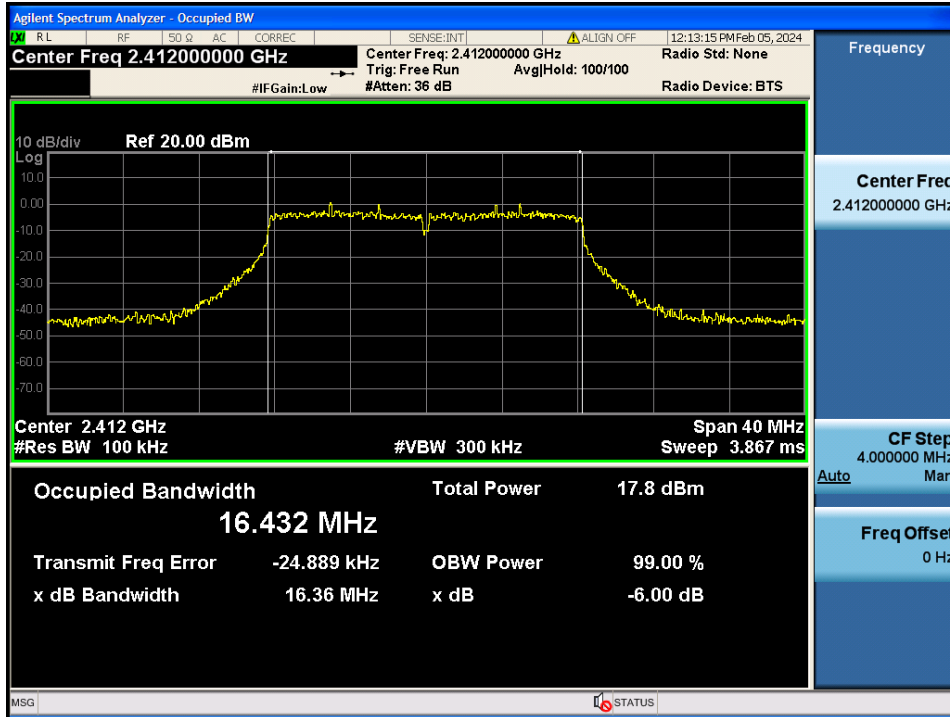 Agilent Spectrum Analyzer - Occupied BW
LXI RL RF 50 Ω AC CORREC SENSE:INT ALIGN OFF 12:13:15 PM Feb 05, 2024
Center Freq 2.412000000 GHz
Center Freq: 2.412000000 GHz
Radio Std: None
Trig: Free Run Avg|Hold: 100/100
#IFGain:Low
#Atten: 36 dB
Radio Device: BTS
10 dB/div Ref 20.00 dBm
Log
10.0
0.00
-10.0
-20.0
-30.0
-40.0
-50.0
-60.0
-70.0
Center 2.412 GHz Span 40 MHz
#Res BW 100 kHz #VBW 300 kHz Sweep 3.867 ms
Occupied Bandwidth Total Power 17.8 dBm
16.432 MHz
Transmit Freq Error -24.889 kHz OBW Power 99.00 %
x dB Bandwidth 16.36 MHz x dB -6.00 dB
MSG STATUS
Frequency
Center Freq
2.412000000 GHz
CF Step
4.000000 MHz
Auto Man
Freq Offset
0 Hz